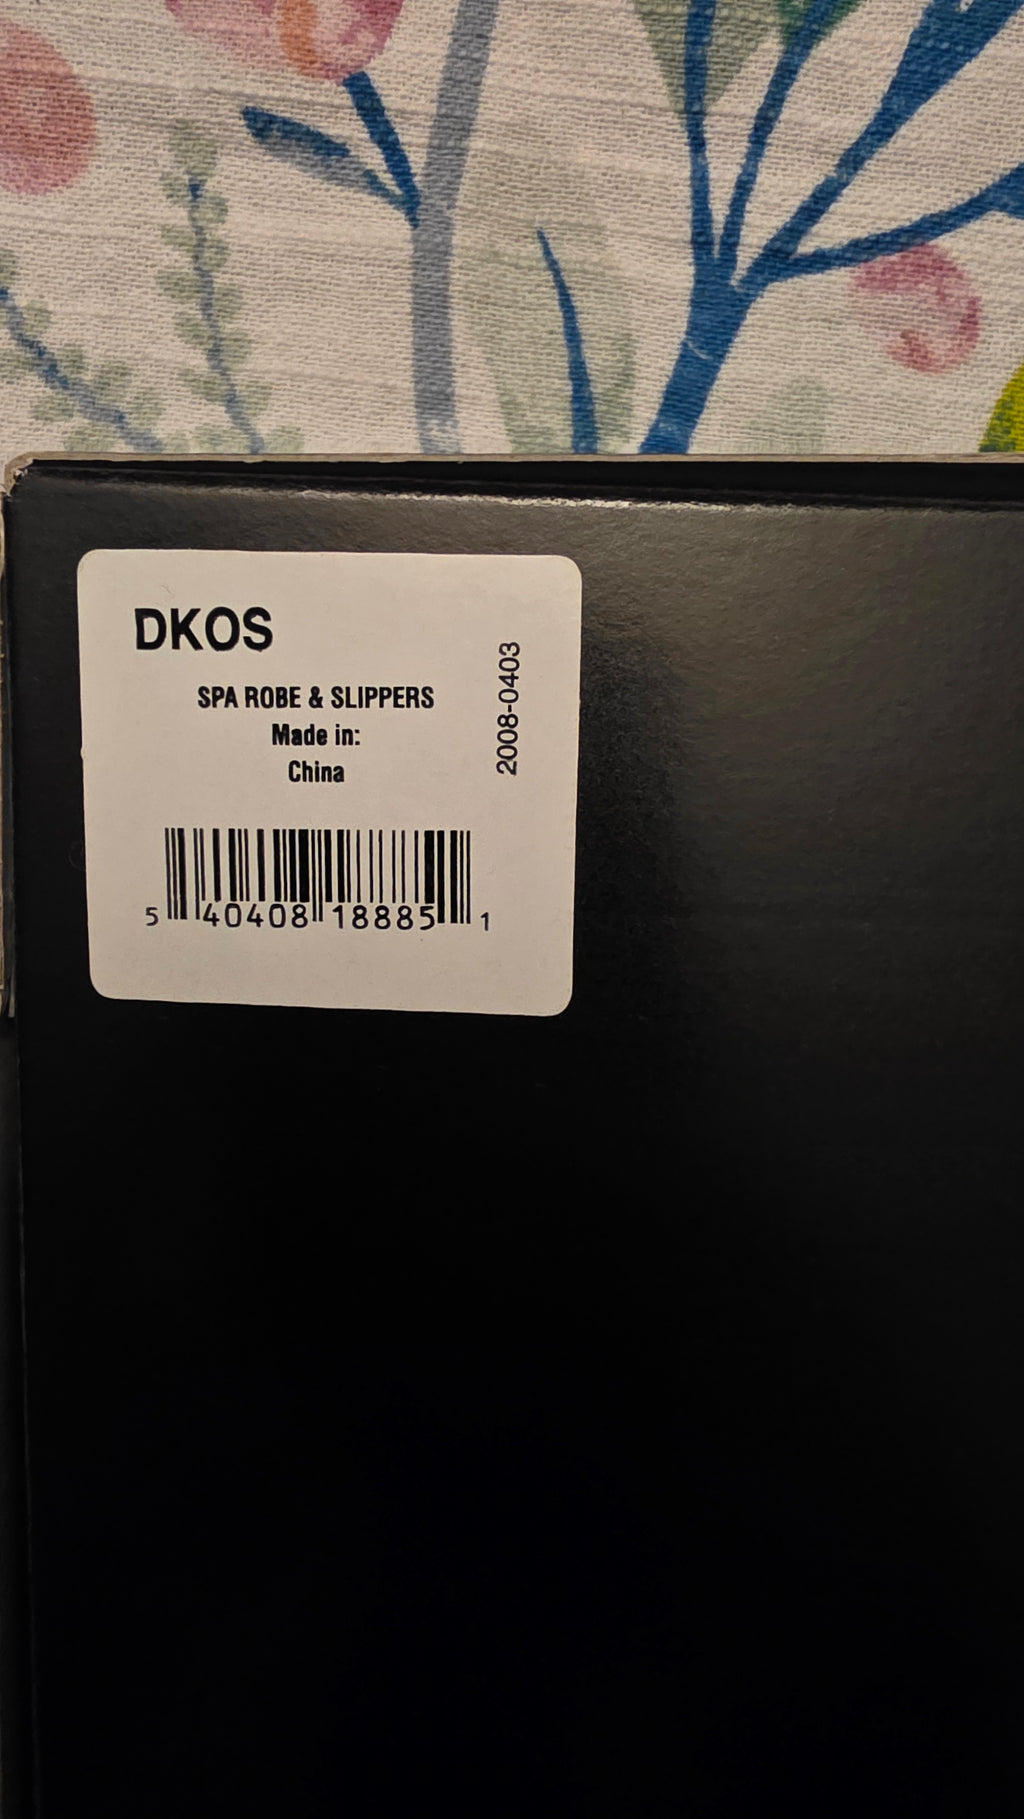 DKOS
SPA ROBE & SLIPPERS
Made in:
China
2008-0403
5 40408 18885 1